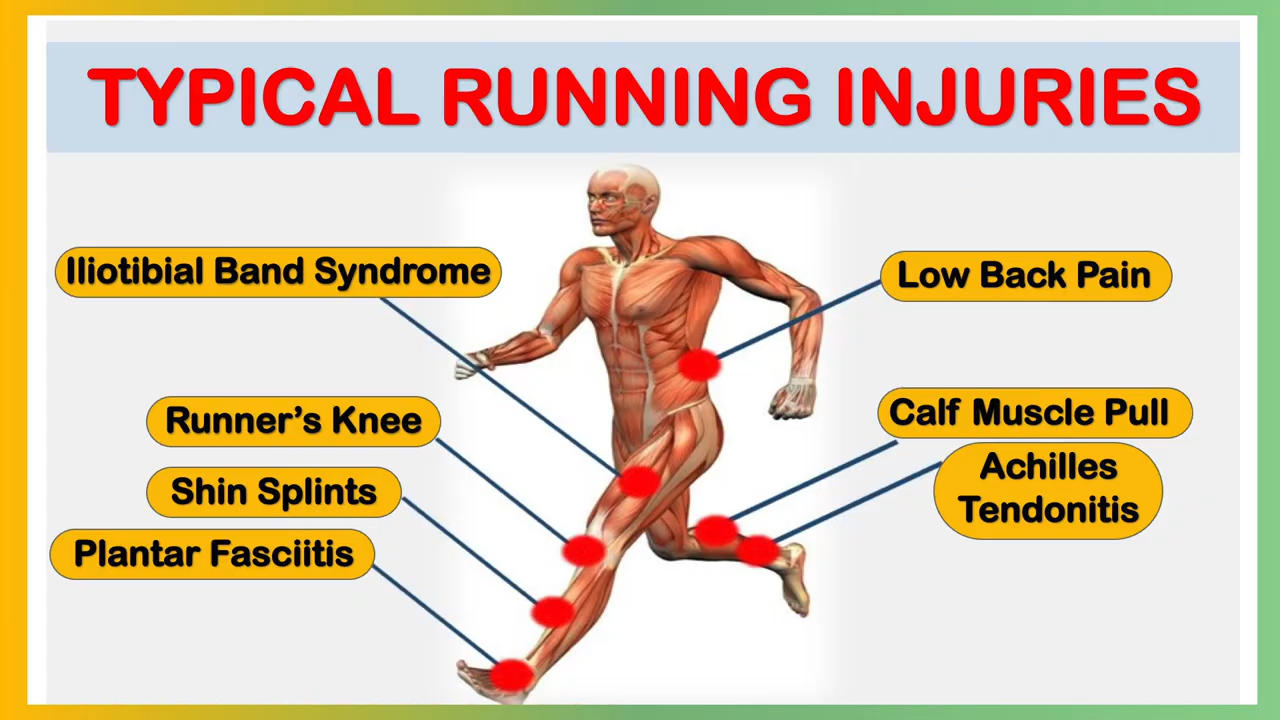 TYPICAL RUNNING INJURIES
Iliotibial Band Syndrome
Low Back Pain
Runner’s Knee
Calf Muscle Pull
Shin Splints
Achilles
Tendonitis
Plantar Fasciitis